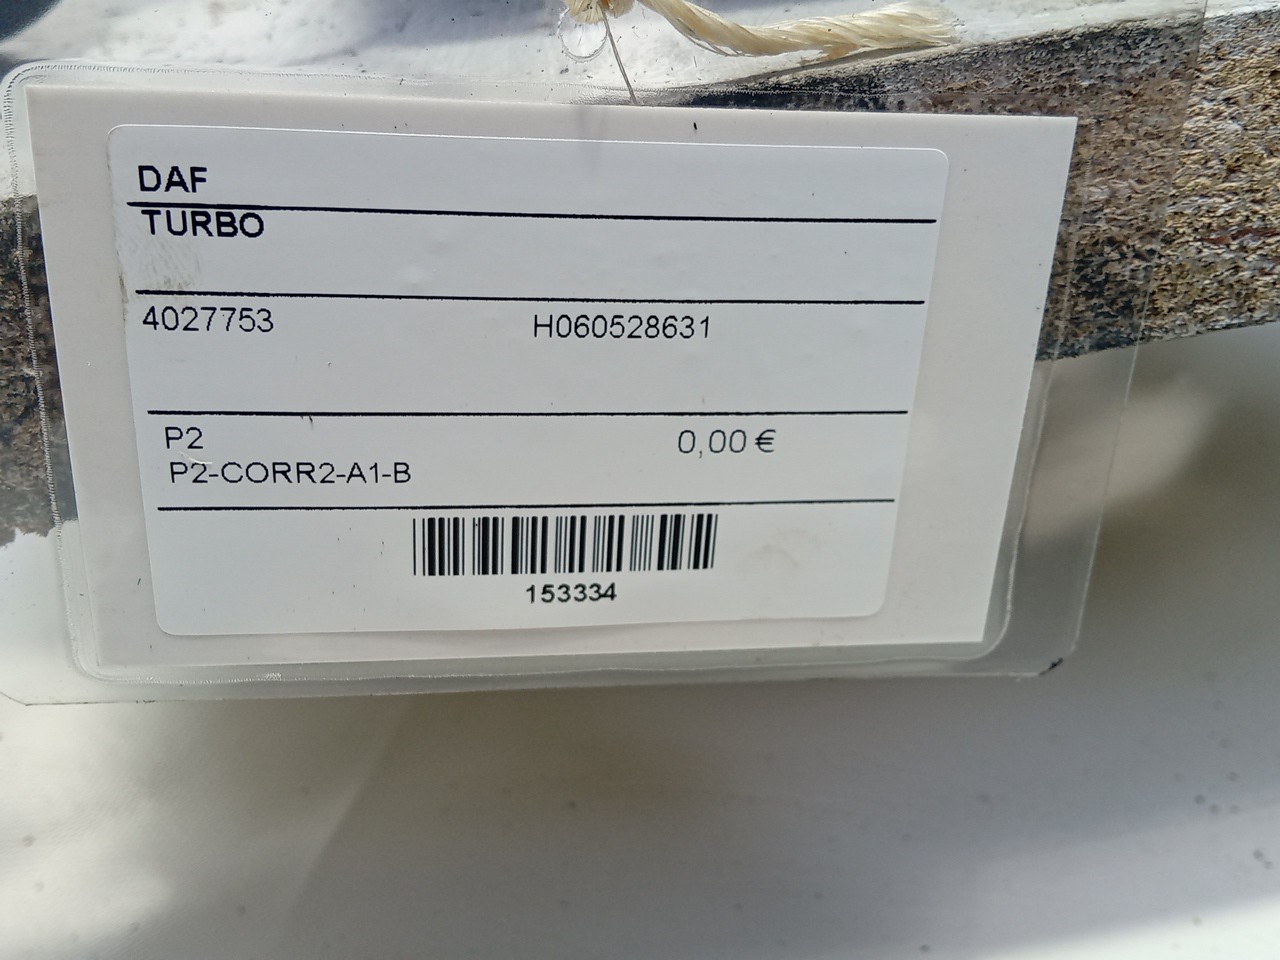 DAF
TURBO
4027753 H060528631
P2 0,00 €
P2-CORR2-A1-B
153334